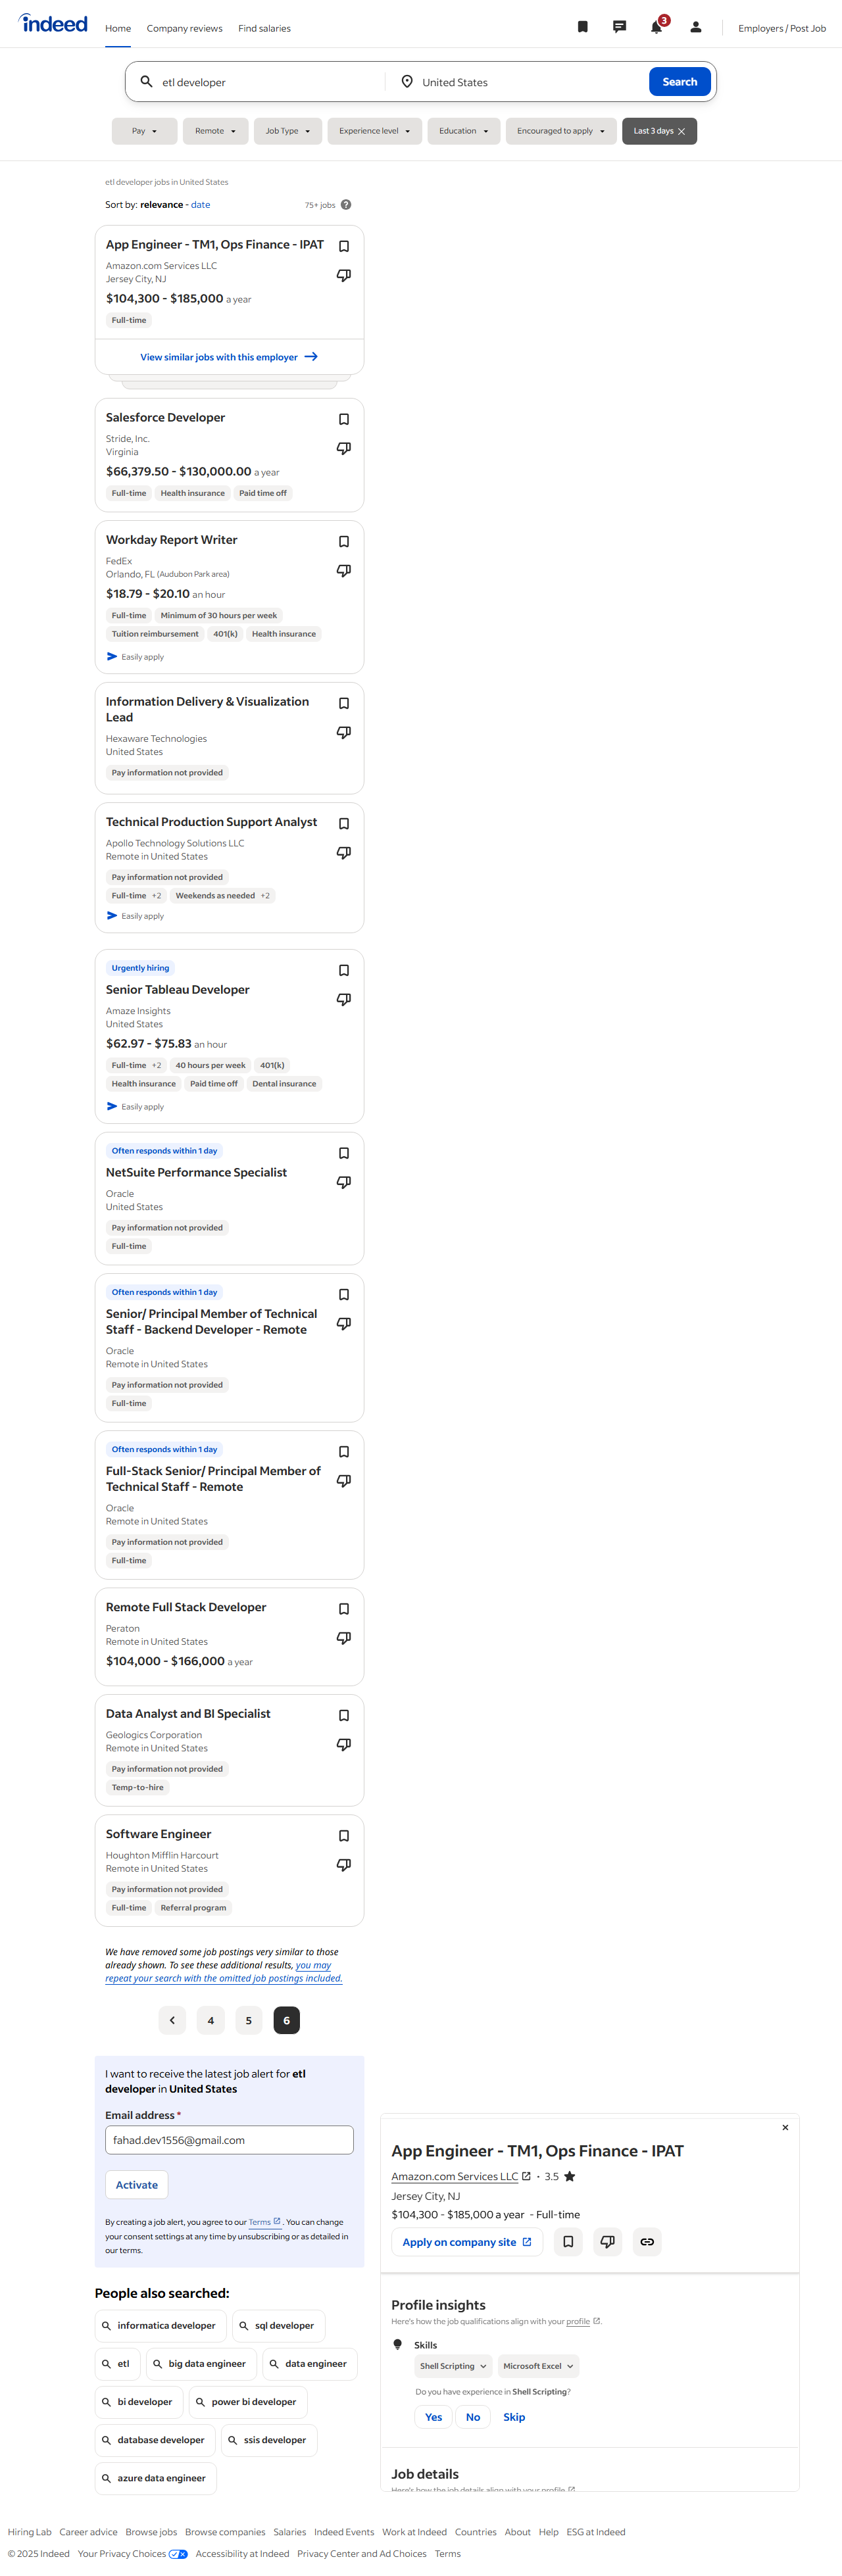 indeed
Home
Company reviews
Find salaries
3
Employers / Post Job
etl developer
United States
Search
Pay
Remote
Job Type
Experience level
Education
Encouraged to apply
Last 3 days
etl developer jobs in United States
Sort by: relevance - date
75+ jobs
App Engineer - TM1, Ops Finance - IPAT
Amazon.com Services LLC
Jersey City, NJ
$104,300 - $185,000 a year
Full-time
View similar jobs with this employer
Salesforce Developer
Stride, Inc.
Virginia
$66,379.50 - $130,000.00 a year
Full-time Health insurance Paid time off
Workday Report Writer
FedEx
Orlando, FL (Audubon Park area)
$18.79 - $20.10 an hour
Full-time Minimum of 30 hours per week
Tuition reimbursement 401(k) Health insurance
Easily apply
Information Delivery & Visualization
Lead
Hexaware Technologies
United States
Pay information not provided
Technical Production Support Analyst
Apollo Technology Solutions LLC
Remote in United States
Pay information not provided
Full-time +2 Weekends as needed +2
Easily apply
Urgently hiring
Senior Tableau Developer
Amaze Insights
United States
$62.97 - $75.83 an hour
Full-time +2 40 hours per week 401(k)
Health insurance Paid time off Dental insurance
Easily apply
Often responds within 1 day
NetSuite Performance Specialist
Oracle
United States
Pay information not provided
Full-time
Often responds within 1 day
Senior/ Principal Member of Technical
Staff - Backend Developer - Remote
Oracle
Remote in United States
Pay information not provided
Full-time
Often responds within 1 day
Full-Stack Senior/ Principal Member of
Technical Staff - Remote
Oracle
Remote in United States
Pay information not provided
Full-time
Remote Full Stack Developer
Peraton
Remote in United States
$104,000 - $166,000 a year
Data Analyst and BI Specialist
Geologics Corporation
Remote in United States
Pay information not provided
Temp-to-hire
Software Engineer
Houghton Mifflin Harcourt
Remote in United States
Pay information not provided
Full-time Referral program
We have removed some job postings very similar to those
already shown. To see these additional results, you may
repeat your search with the omitted job postings included.
4 5 6
I want to receive the latest job alert for etl
developer in United States
Email address *
fahad.dev1556@gmail.com
Activate
By creating a job alert, you agree to our Terms. You can change
your consent settings at any time by unsubscribing or as detailed in
our terms.
People also searched:
informatica developer
sql developer
etl
big data engineer
data engineer
bi developer
power bi developer
database developer
ssis developer
azure data engineer
App Engineer - TM1, Ops Finance - IPAT
Amazon.com Services LLC · 3.5
Jersey City, NJ
$104,300 - $185,000 a year - Full-time
Apply on company site
Profile insights
Here's how the job qualifications align with your profile.
Skills
Shell Scripting
Microsoft Excel
Do you have experience in Shell Scripting?
Yes No Skip
Job details
Here's how the job details align with your profile
Hiring Lab Career advice Browse jobs Browse companies Salaries Indeed Events Work at Indeed Countries About Help ESG at Indeed
© 2025 Indeed Your Privacy Choices Accessibility at Indeed Privacy Center and Ad Choices Terms